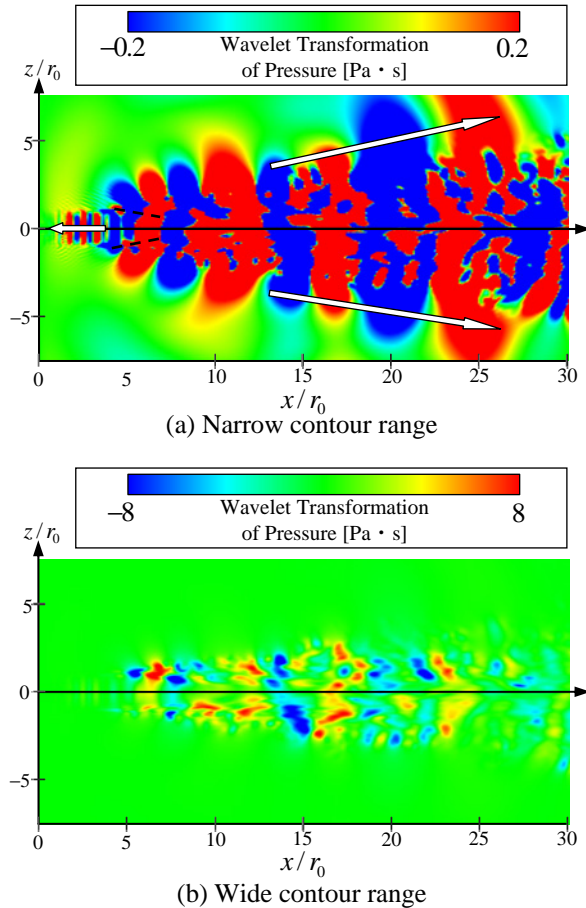 −0.2 Wavelet Transformation 0.2
of Pressure [Pa・s]
z/r₀
5
0
−5
0 5 10 15 20 25 30
x/r₀
(a) Narrow contour range
−8 Wavelet Transformation 8
of Pressure [Pa・s]
z/r₀
5
0
−5
0 5 10 15 20 25 30
x/r₀
(b) Wide contour range